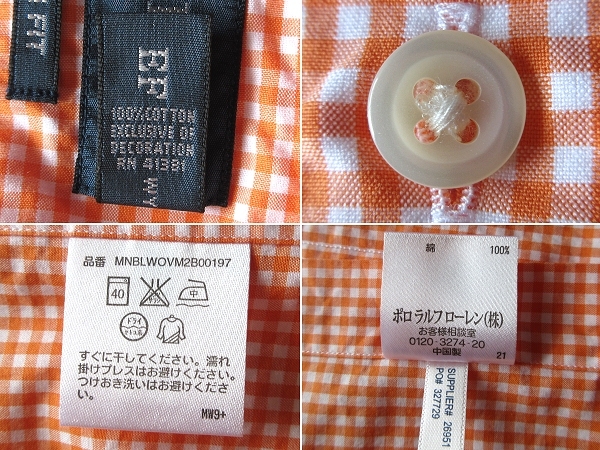 FIT
100% COTTON
EXCLUSIVE OF
DECORATION
RN 41381
品番 MNBLWOVM2B00197
40
中
ドライ
すぐに干してください。濡れ
掛けプレスはお避けください。
つけおき洗いはお避けくださ
い。
MW9+
綿 100%
ポロ ラルフ ローレン(株)
お客様相談室
0120-3274-20
中国製
21
SUPPLIER# 26951
PO# 327729